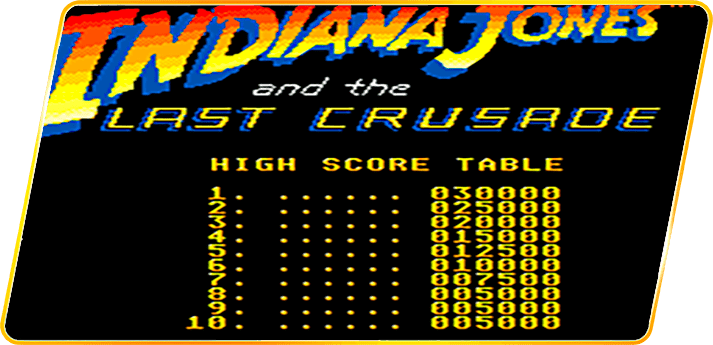 INDIANA JONES
and the
LAST CRUSADE
HIGH SCORE TABLE
1. ...... 030000
2. ...... 025000
3. ...... 020000
4. ...... 015000
5. ...... 012500
6. ...... 010000
7. ...... 007500
8. ...... 005000
9. ...... 005000
10. ...... 005000